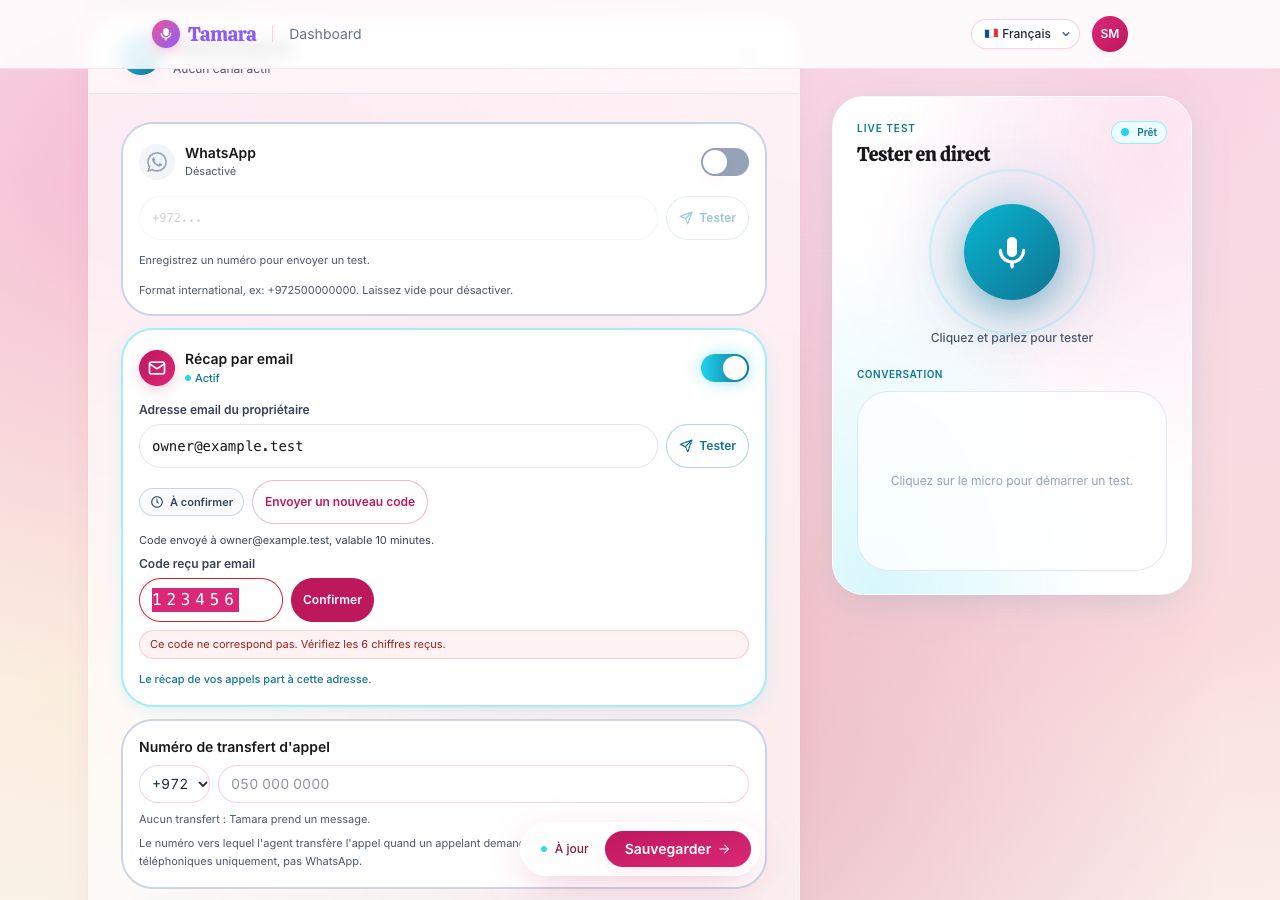 Tamara
Dashboard
Français
SM
Aucun canal actif
WhatsApp
Désactivé
+972...
Tester
Enregistrez un numéro pour envoyer un test.
Format international, ex: +972500000000. Laissez vide pour désactiver.
Récap par email
Actif
Adresse email du propriétaire
owner@example.test
Tester
À confirmer
Envoyer un nouveau code
Code envoyé à owner@example.test, valable 10 minutes.
Code reçu par email
123456
Confirmer
Ce code ne correspond pas. Vérifiez les 6 chiffres reçus.
Le récap de vos appels part à cette adresse.
Numéro de transfert d'appel
+972
050 000 0000
Aucun transfert : Tamara prend un message.
Le numéro vers lequel l'agent transfère l'appel quand un appelant
téléphoniques uniquement, pas WhatsApp.
À jour
Sauvegarder
LIVE TEST
Prêt
Tester en direct
Cliquez et parlez pour tester
CONVERSATION
Cliquez sur le micro pour démarrer un test.